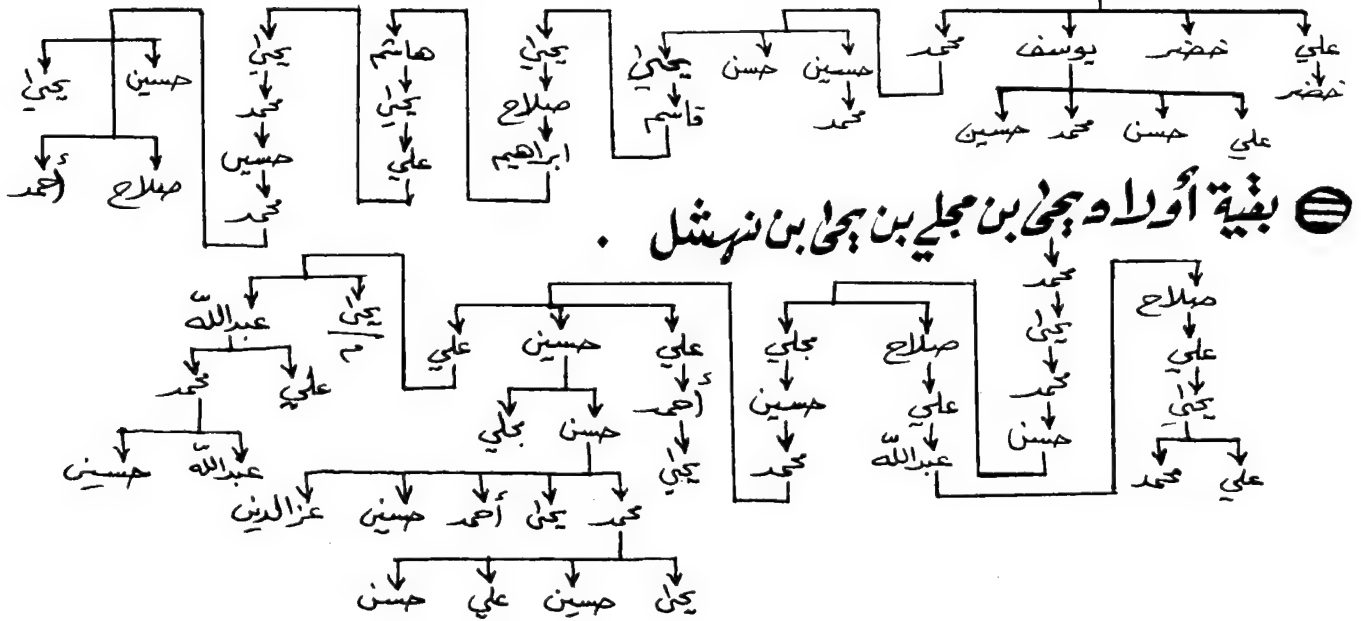 علي خضر يوسف محمد
خضر
علي حسن محمد حسين
حسين حسن يحيى
محمد قاسم
يحيى
صلاح
ابراهيم
هاشم
يحيى
علي
يحيى
محمد
حسين
محمد
حسين يحيى
صلاح أحمد
بقية أولاد يحيى بن مجلي بن يحيى بن نهشل .
محمد
يحيى
محمد
حسن
صلاح مجلي
علي
عبدالله
صلاح
علي
يحيى
علي محمد
حسين
محمد
علي حسين علي
أحمد
يحيى
حسن مجلي
محمد يحيى أحمد حسين عزالدين
يحيى حسين علي حسن
يحيى عبدالله
م
علي محمد
عبدالله حسين